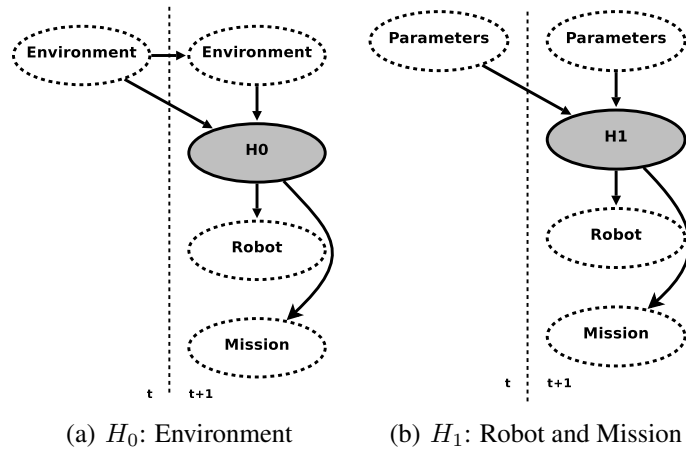 Environment
Environment
H0
Robot
Mission
t
t+1
(a) H₀: Environment
Parameters
Parameters
H1
Robot
Mission
t
t+1
(b) H₁: Robot and Mission